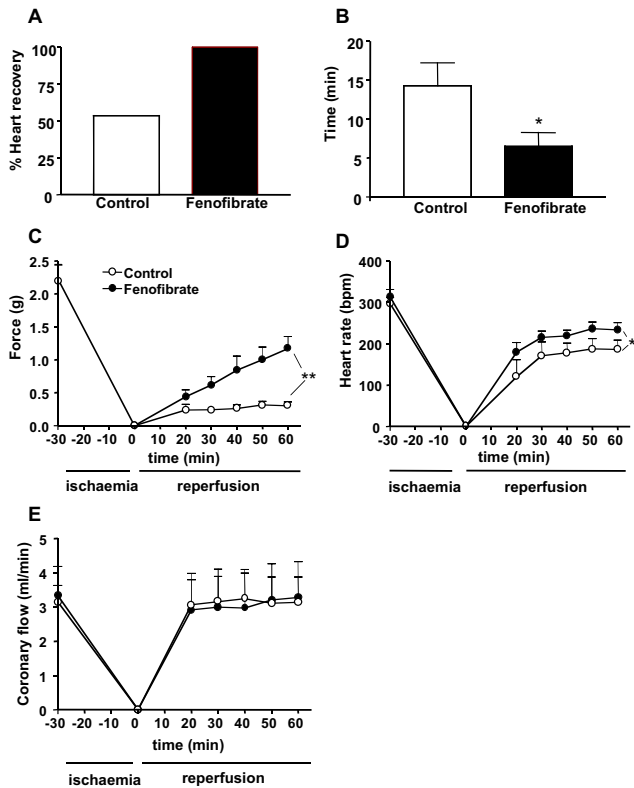 A
% Heart recovery
100
75
50
25
0
Control Fenofibrate
B
Time (min)
20
15
10
5
0
*
Control Fenofibrate
C
Force (g)
2.5
2.0
1.5
1.0
0.5
0.0
Control
Fenofibrate
**
-30 -20 -10 0 10 20 30 40 50 60
time (min)
ischaemia reperfusion
D
Heart rate (bpm)
400
300
200
100
0
*
-30 -20 -10 0 10 20 30 40 50 60
time (min)
ischaemia reperfusion
E
Coronary flow (ml/min)
5
4
3
2
1
0
-30 -20 -10 0 10 20 30 40 50 60
time (min)
ischaemia reperfusion